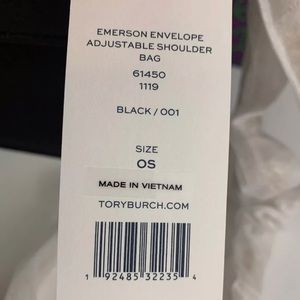 EMERSON ENVELOPE
ADJUSTABLE SHOULDER
BAG
61450
1119
BLACK / 001
SIZE
OS
MADE IN VIETNAM
TORYBURCH.COM
1 92485 32235 4